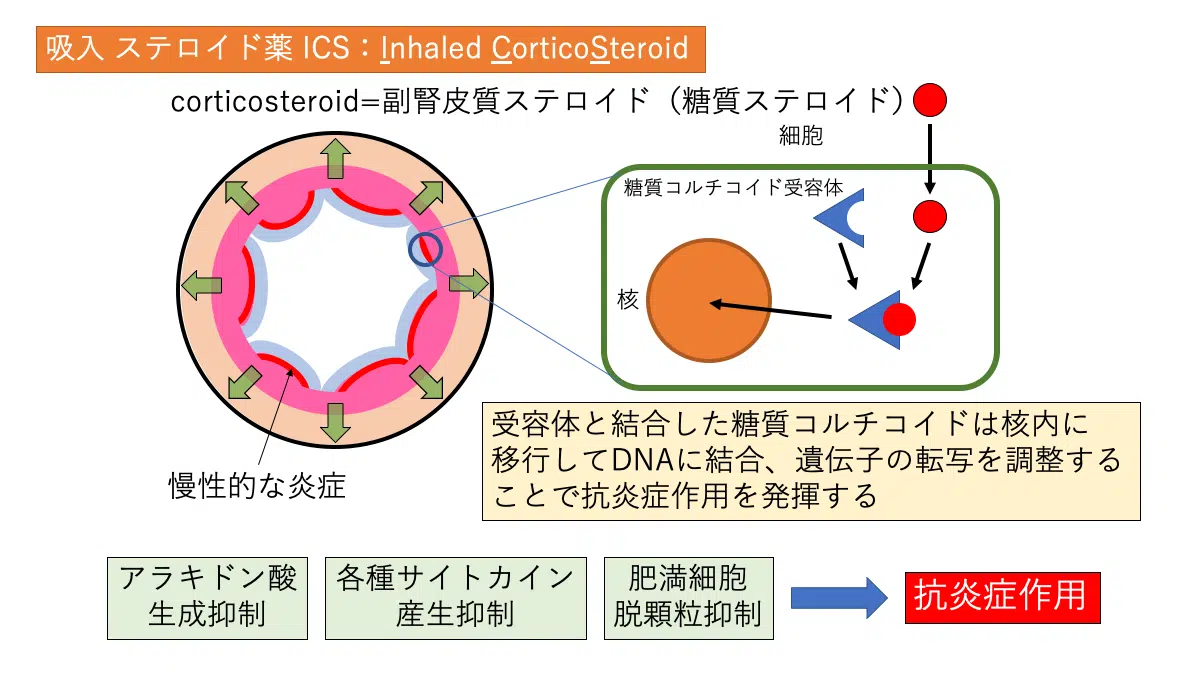 吸入 ステロイド薬 ICS：Inhaled CorticoSteroid
corticosteroid=副腎皮質ステロイド（糖質ステロイド）
細胞
糖質コルチコイド受容体
核
慢性的な炎症
受容体と結合した糖質コルチコイドは核内に
移行してDNAに結合、遺伝子の転写を調整する
ことで抗炎症作用を発揮する
アラキドン酸
生成抑制
各種サイトカイン
産生抑制
肥満細胞
脱顆粒抑制
抗炎症作用